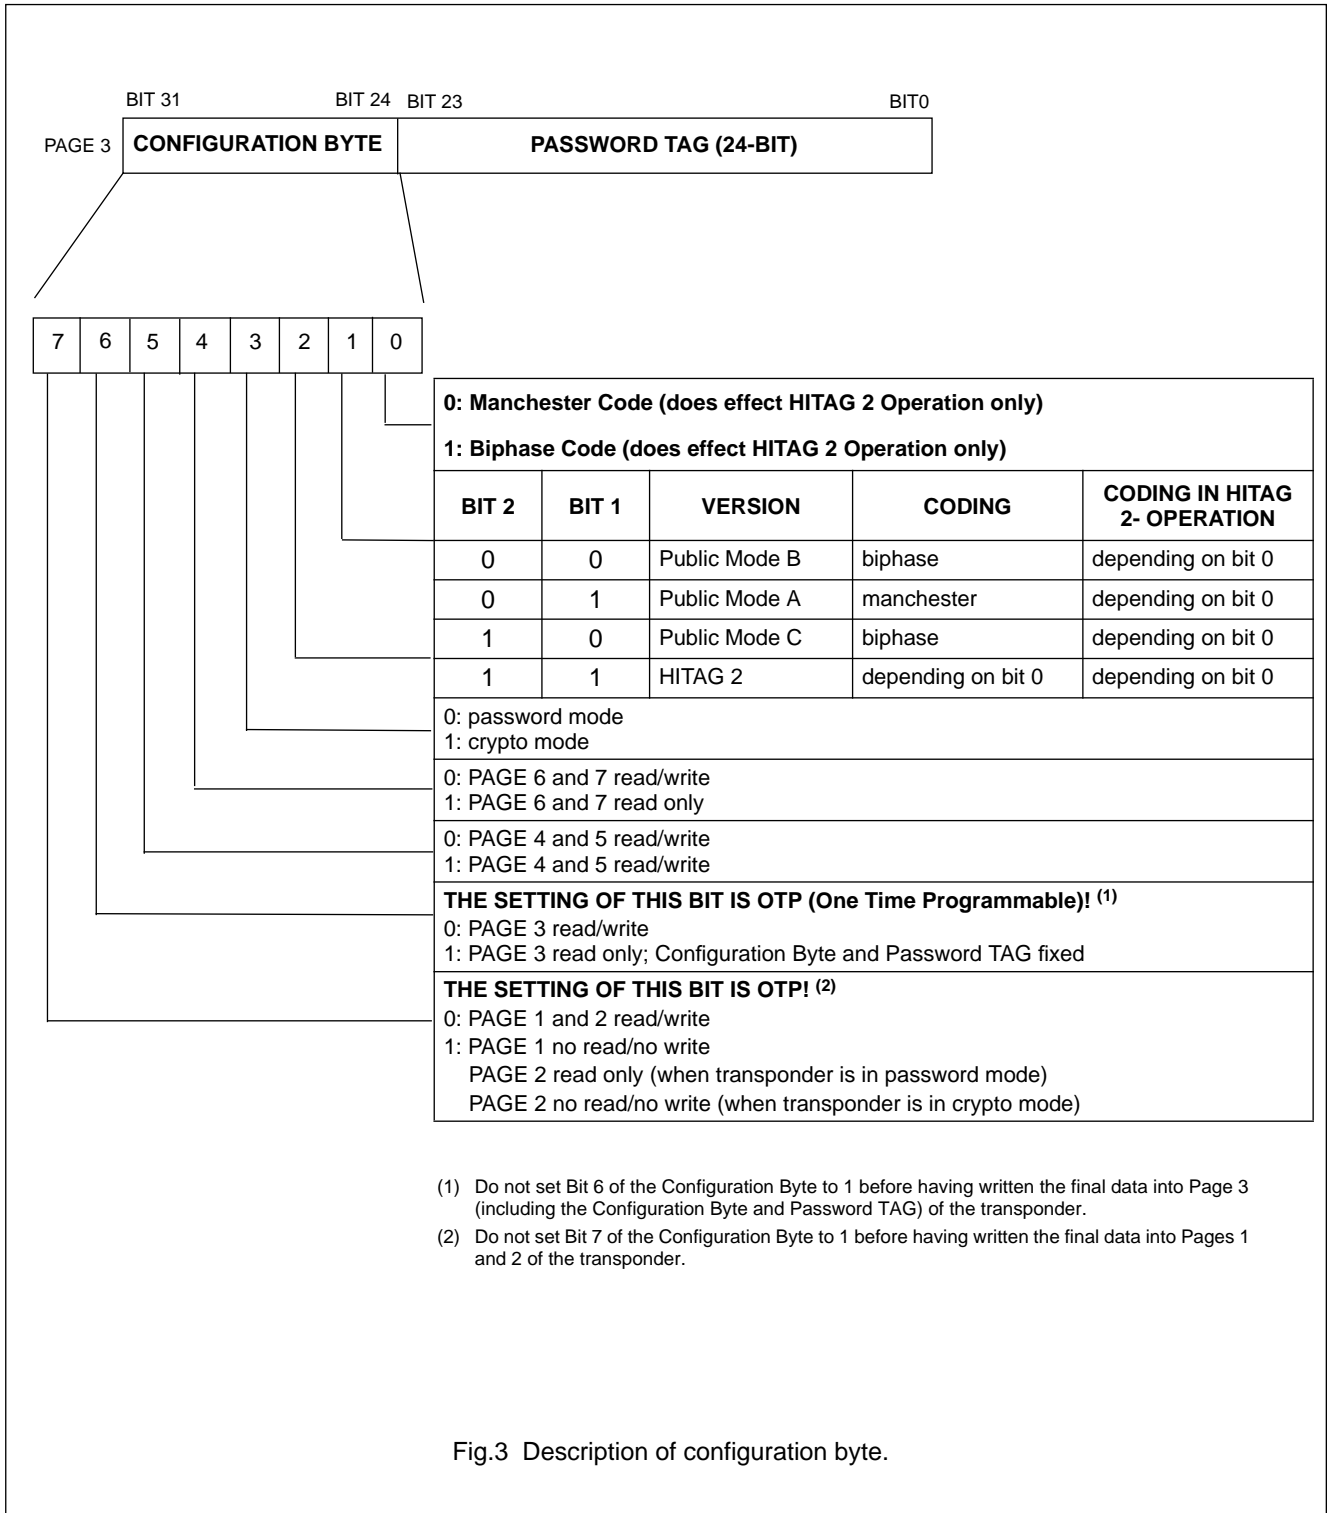 BIT 31 BIT 24 BIT 23 BIT0
PAGE 3 CONFIGURATION BYTE PASSWORD TAG (24-BIT)
7 6 5 4 3 2 1 0
0: Manchester Code (does effect HITAG 2 Operation only)
1: Biphase Code (does effect HITAG 2 Operation only)
BIT 2 BIT 1 VERSION CODING CODING IN HITAG
2- OPERATION
0 0 Public Mode B biphase depending on bit 0
0 1 Public Mode A manchester depending on bit 0
1 0 Public Mode C biphase depending on bit 0
1 1 HITAG 2 depending on bit 0 depending on bit 0
0: password mode
1: crypto mode
0: PAGE 6 and 7 read/write
1: PAGE 6 and 7 read only
0: PAGE 4 and 5 read/write
1: PAGE 4 and 5 read/write
THE SETTING OF THIS BIT IS OTP (One Time Programmable)! (1)
0: PAGE 3 read/write
1: PAGE 3 read only; Configuration Byte and Password TAG fixed
THE SETTING OF THIS BIT IS OTP! (2)
0: PAGE 1 and 2 read/write
1: PAGE 1 no read/no write
PAGE 2 read only (when transponder is in password mode)
PAGE 2 no read/no write (when transponder is in crypto mode)
(1) Do not set Bit 6 of the Configuration Byte to 1 before having written the final data into Page 3
(including the Configuration Byte and Password TAG) of the transponder.
(2) Do not set Bit 7 of the Configuration Byte to 1 before having written the final data into Pages 1
and 2 of the transponder.
Fig.3 Description of configuration byte.